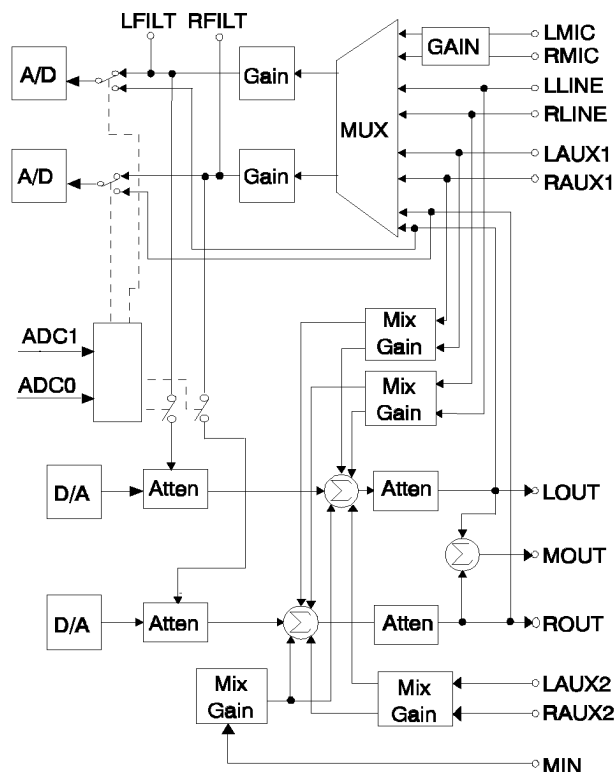 LFILT RFILT
LMIC
GAIN
RMIC
A/D
Gain
LLINE
MUX
RLINE
LAUX1
A/D
Gain
RAUX1
Mix
Gain
ADC1
Mix
Gain
ADC0
D/A
Atten
Σ
Atten
LOUT
Σ
MOUT
D/A
Atten
Σ
Atten
ROUT
Mix
Gain
Mix
Gain
LAUX2
RAUX2
MIN